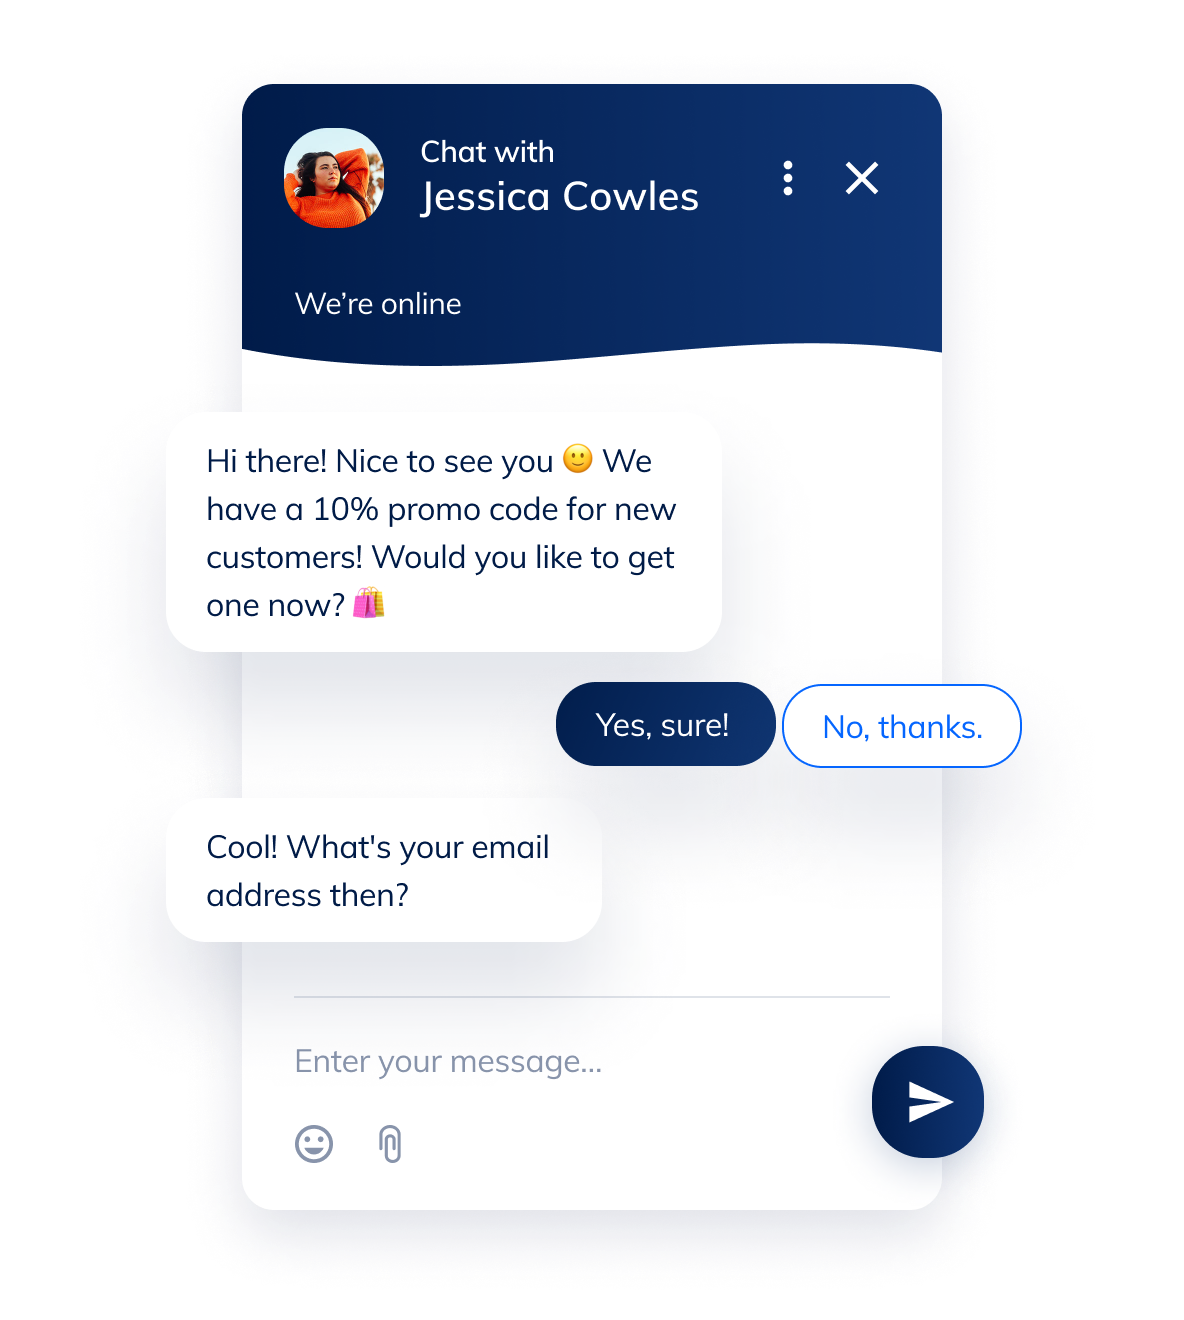 Chat with
Jessica Cowles
We’re online
Hi there! Nice to see you 🙂 We
have a 10% promo code for new
customers! Would you like to get
one now? 🛍️
Yes, sure!
No, thanks.
Cool! What's your email
address then?
Enter your message...